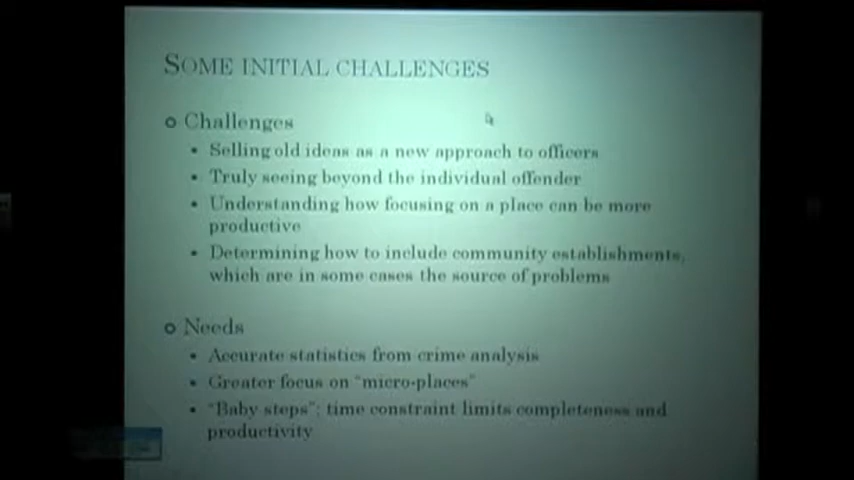 SOME INITIAL CHALLENGES
Challenges
• Selling old ideas as a new approach to officers
• Truly seeing beyond the individual offender
• Understanding how focusing on a place can be more
productive
• Determining how to include community establishments,
which are in some cases the source of problems
Needs
• Accurate statistics from crime analysis
• Greater focus on "micro-places"
• "Baby steps"; time constraint limits completeness and
productivity